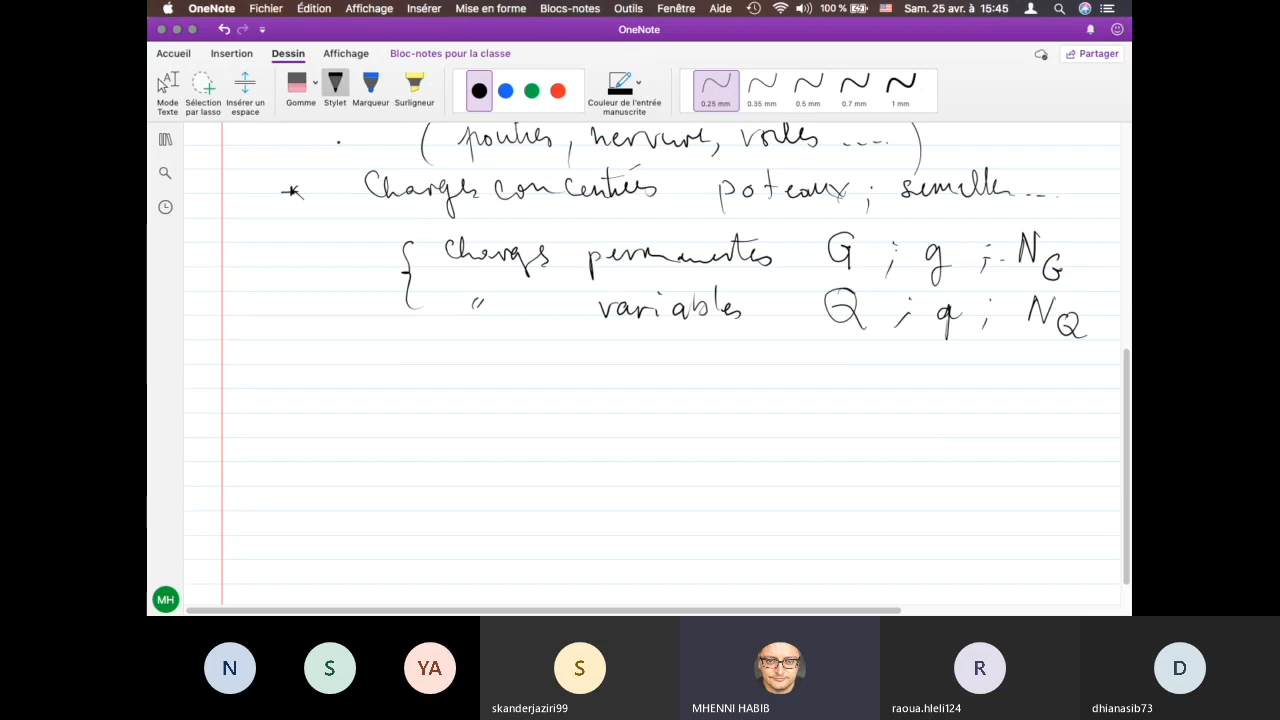 OneNote Fichier Édition Affichage Insérer Mise en forme Blocs-notes Outils Fenêtre Aide 100 % Sam. 25 avr. à 15:45
OneNote
Accueil Insertion Dessin Affichage Bloc-notes pour la classe Partager
Mode Texte
Sélection par lasso
Insérer un espace
Gomme
Stylet
Marqueur
Surligneur
Couleur de l'entrée manuscrite
0.25 mm 0.35 mm 0.5 mm 0.7 mm 1 mm
( poutres, nervure, voiles .... )
* Charges concentrées poteaux ; semelles ...
{ charges permanentes G ; g ; N_G
" variables Q ; q ; N_Q
MH
N S YA S R D
skanderjaziri99 MHENNI HABIB raoua.hleli124 dhianasib73